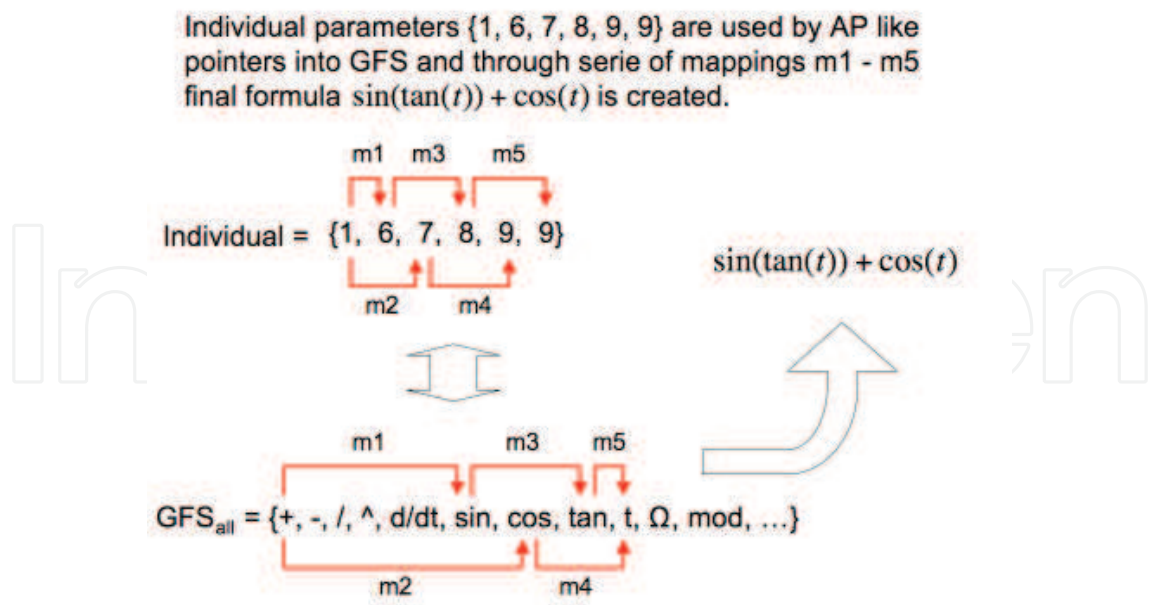 Individual parameters {1, 6, 7, 8, 9, 9} are used by AP like
pointers into GFS and through serie of mappings m1 - m5
final formula sin(tan(t)) + cos(t) is created.
m1 m3 m5
Individual = {1, 6, 7, 8, 9, 9}
m2 m4
sin(tan(t)) + cos(t)
m1 m3 m5
GFSall = {+, -, /, ^, d/dt, sin, cos, tan, t, Ω, mod, ...}
m2 m4